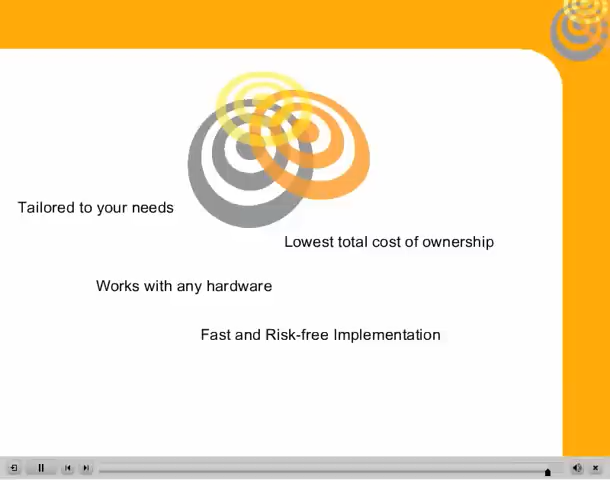 Tailored to your needs
Lowest total cost of ownership
Works with any hardware
Fast and Risk-free Implementation